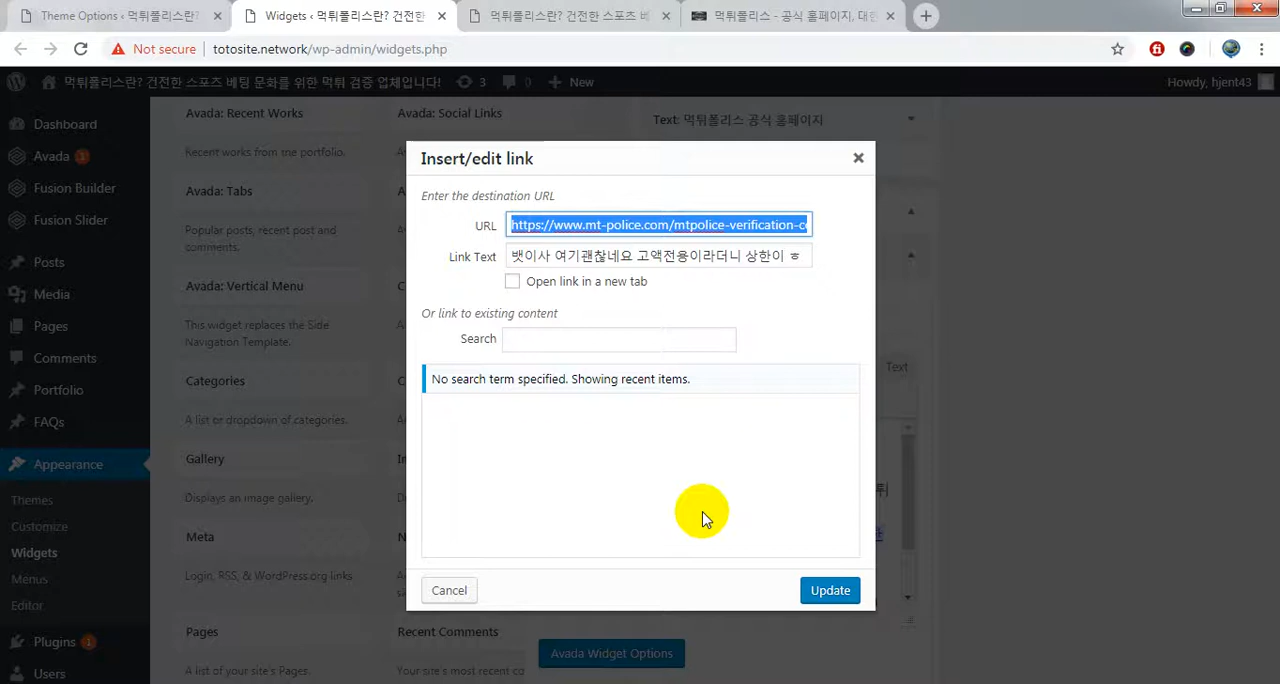 Theme Options ‹ 먹튀폴리스란?
Widgets ‹ 먹튀폴리스란? 건전한
먹튀폴리스란? 건전한 스포츠 베
먹튀폴리스 - 공식 홈페이지, 대한
Not secure | totosite.network/wp-admin/widgets.php
먹튀폴리스란? 건전한 스포츠 베팅 문화를 위한 먹튀 검증 업체입니다! 3 0 New Howdy, hjent43
Dashboard
Avada 1
Fusion Builder
Fusion Slider
Posts
Media
Pages
Comments
Portfolio
FAQs
Appearance
Themes
Customize
Widgets
Menus
Editor
Plugins 1
Users
Avada: Recent Works
Recent works from the portfolio.
Avada: Tabs
Popular posts, recent post and
comments.
Avada: Vertical Menu
This widget replaces the Side
Navigation Template.
Categories
A list or dropdown of categories.
Gallery
Displays an image gallery.
Meta
Login, RSS, & WordPress.org links
Pages
A list of your site's Pages.
Avada: Social Links
Recent Comments
Your site's most recent co
Text: 먹튀폴리스 공식 홈페이지
Text
Insert/edit link
Enter the destination URL
URL https://www.mt-police.com/mtpolice-verification-c
Link Text 뱃이사 여기괜찮네요 고액전용이라더니 상한이 ㅎ
Open link in a new tab
Or link to existing content
Search
No search term specified. Showing recent items.
Cancel
Update
Avada Widget Options